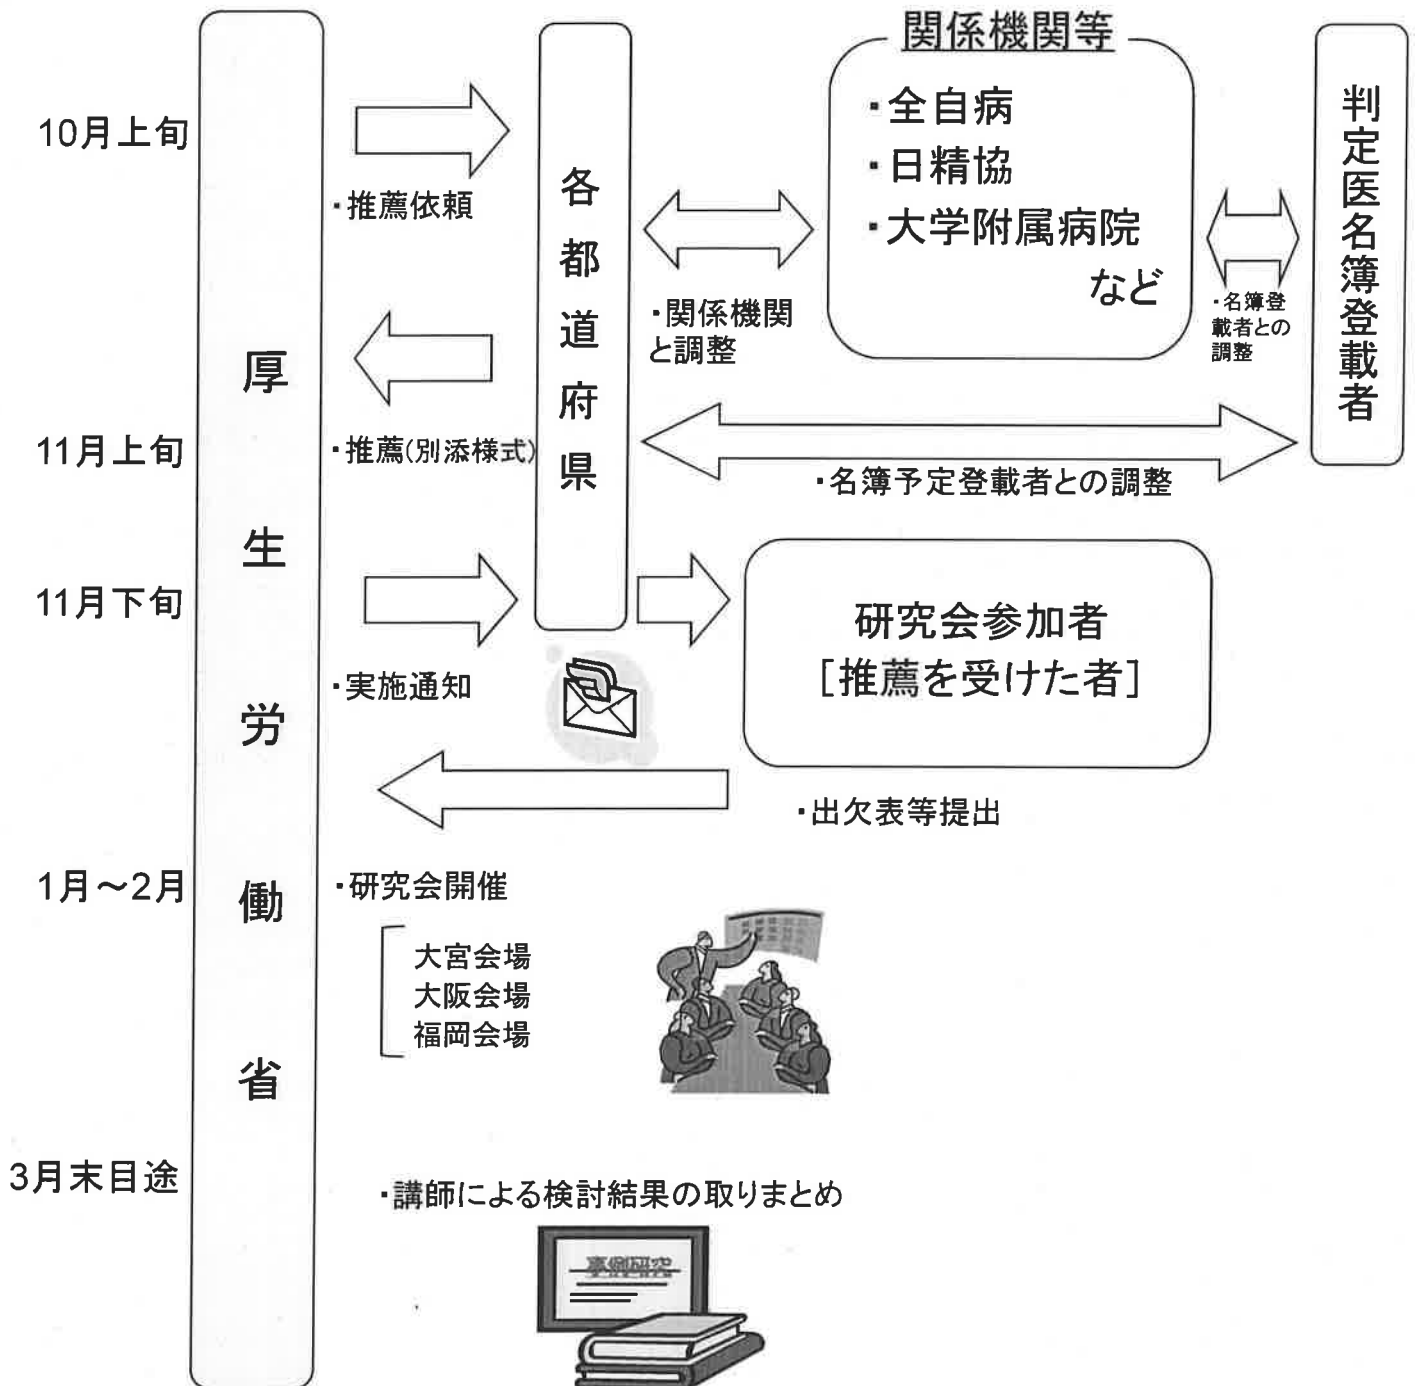 関係機関等
・全自病
・日精協
・大学附属病院
など
判定医名簿登載者
各都道府県
厚生労働省
10月上旬
・推薦依頼
・関係機関
と調整
・名簿登
載者との
調整
11月上旬
・推薦(別添様式)
・名簿予定登載者との調整
11月下旬
・実施通知
研究会参加者
[推薦を受けた者]
・出欠表等提出
1月～2月
・研究会開催
大宮会場
大阪会場
福岡会場
3月末目途
・講師による検討結果の取りまとめ
事例研究